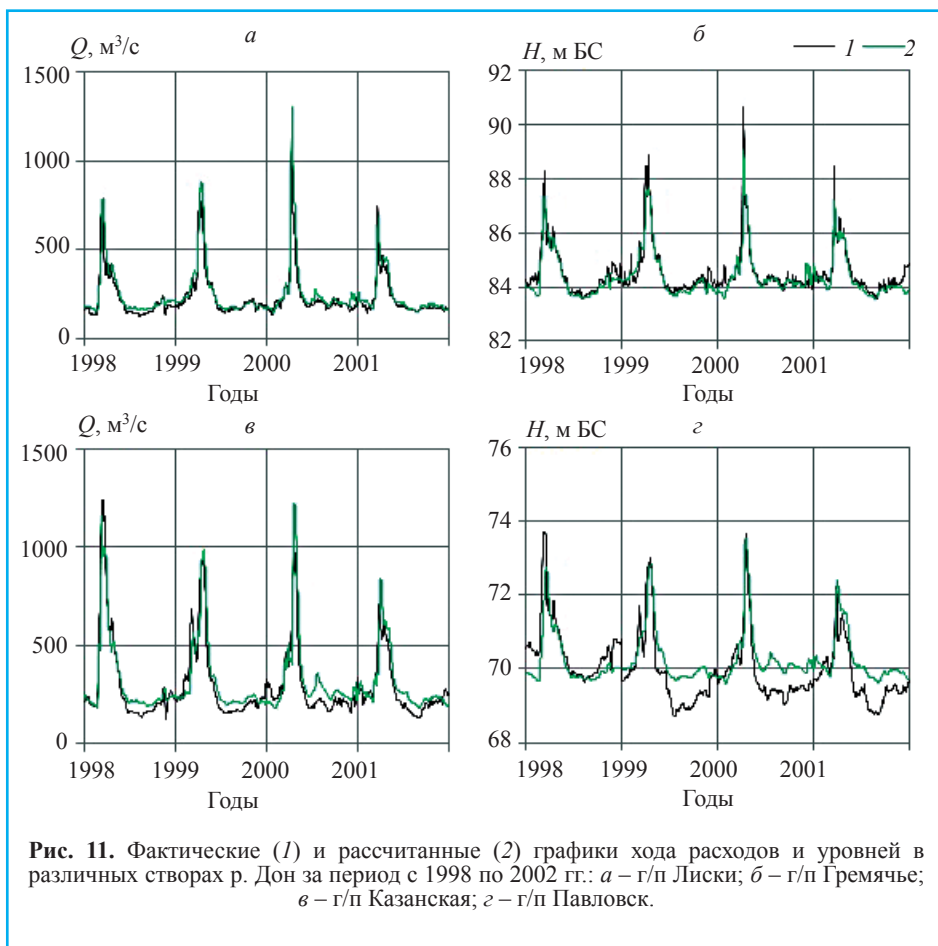 Q, м³/с а
1500
1000
500
0
1998 1999 2000 2001
Годы
H, м БС б 1 2
92
90
88
86
84
82
1998 1999 2000 2001
Годы
Q, м³/с в
1500
1000
500
0
1998 1999 2000 2001
Годы
H, м БС г
76
74
72
70
68
1998 1999 2000 2001
Годы
Рис. 11. Фактические (1) и рассчитанные (2) графики хода расходов и уровней в
различных створах р. Дон за период с 1998 по 2002 гг.: а – г/п Лиски; б – г/п Гремячье;
в – г/п Казанская; г – г/п Павловск.